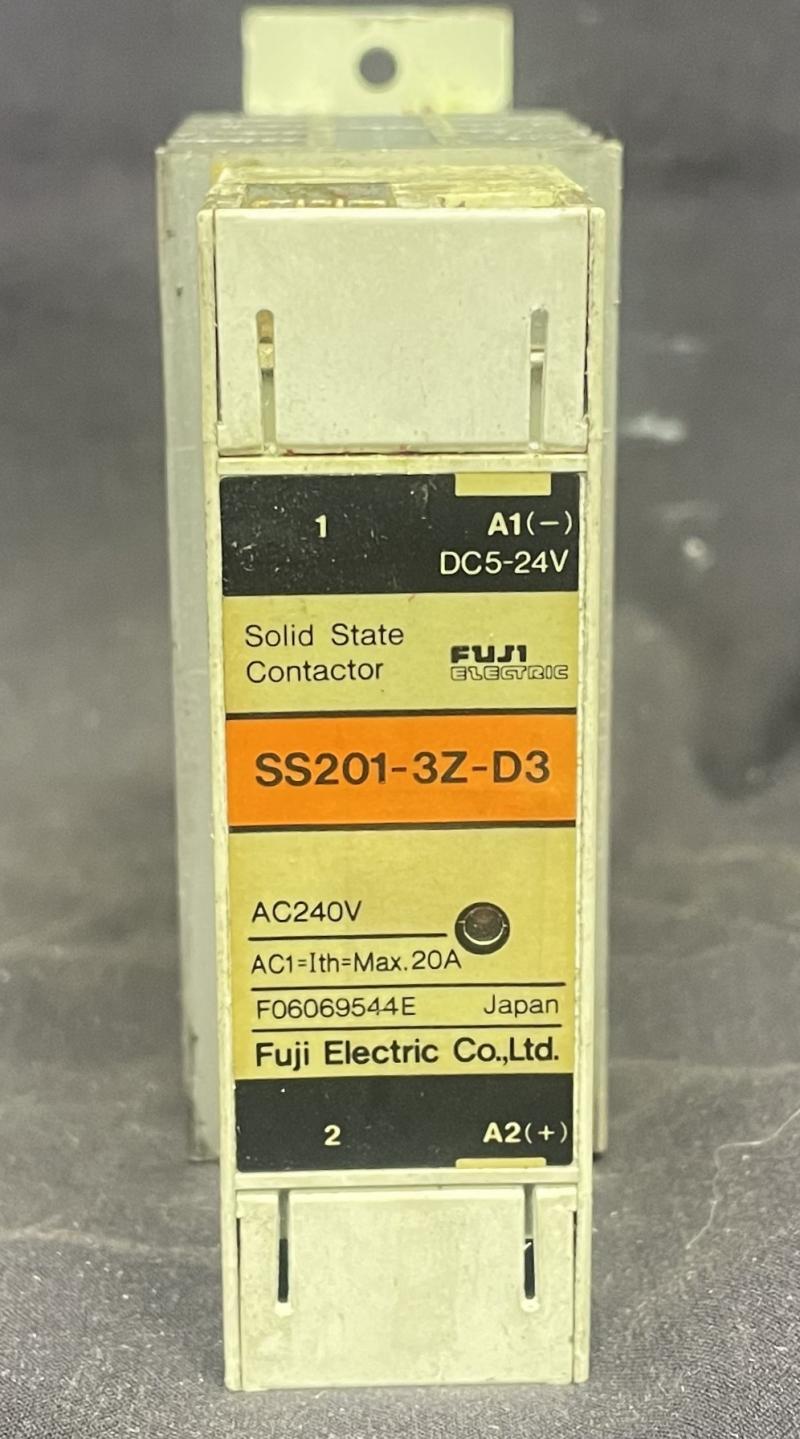 1 A1(−)
DC5-24V
Solid State
Contactor
FUJI
ELECTRIC
SS201-3Z-D3
AC240V
AC1=Ith=Max.20A
F06069544E Japan
Fuji Electric Co.,Ltd.
2 A2(+)